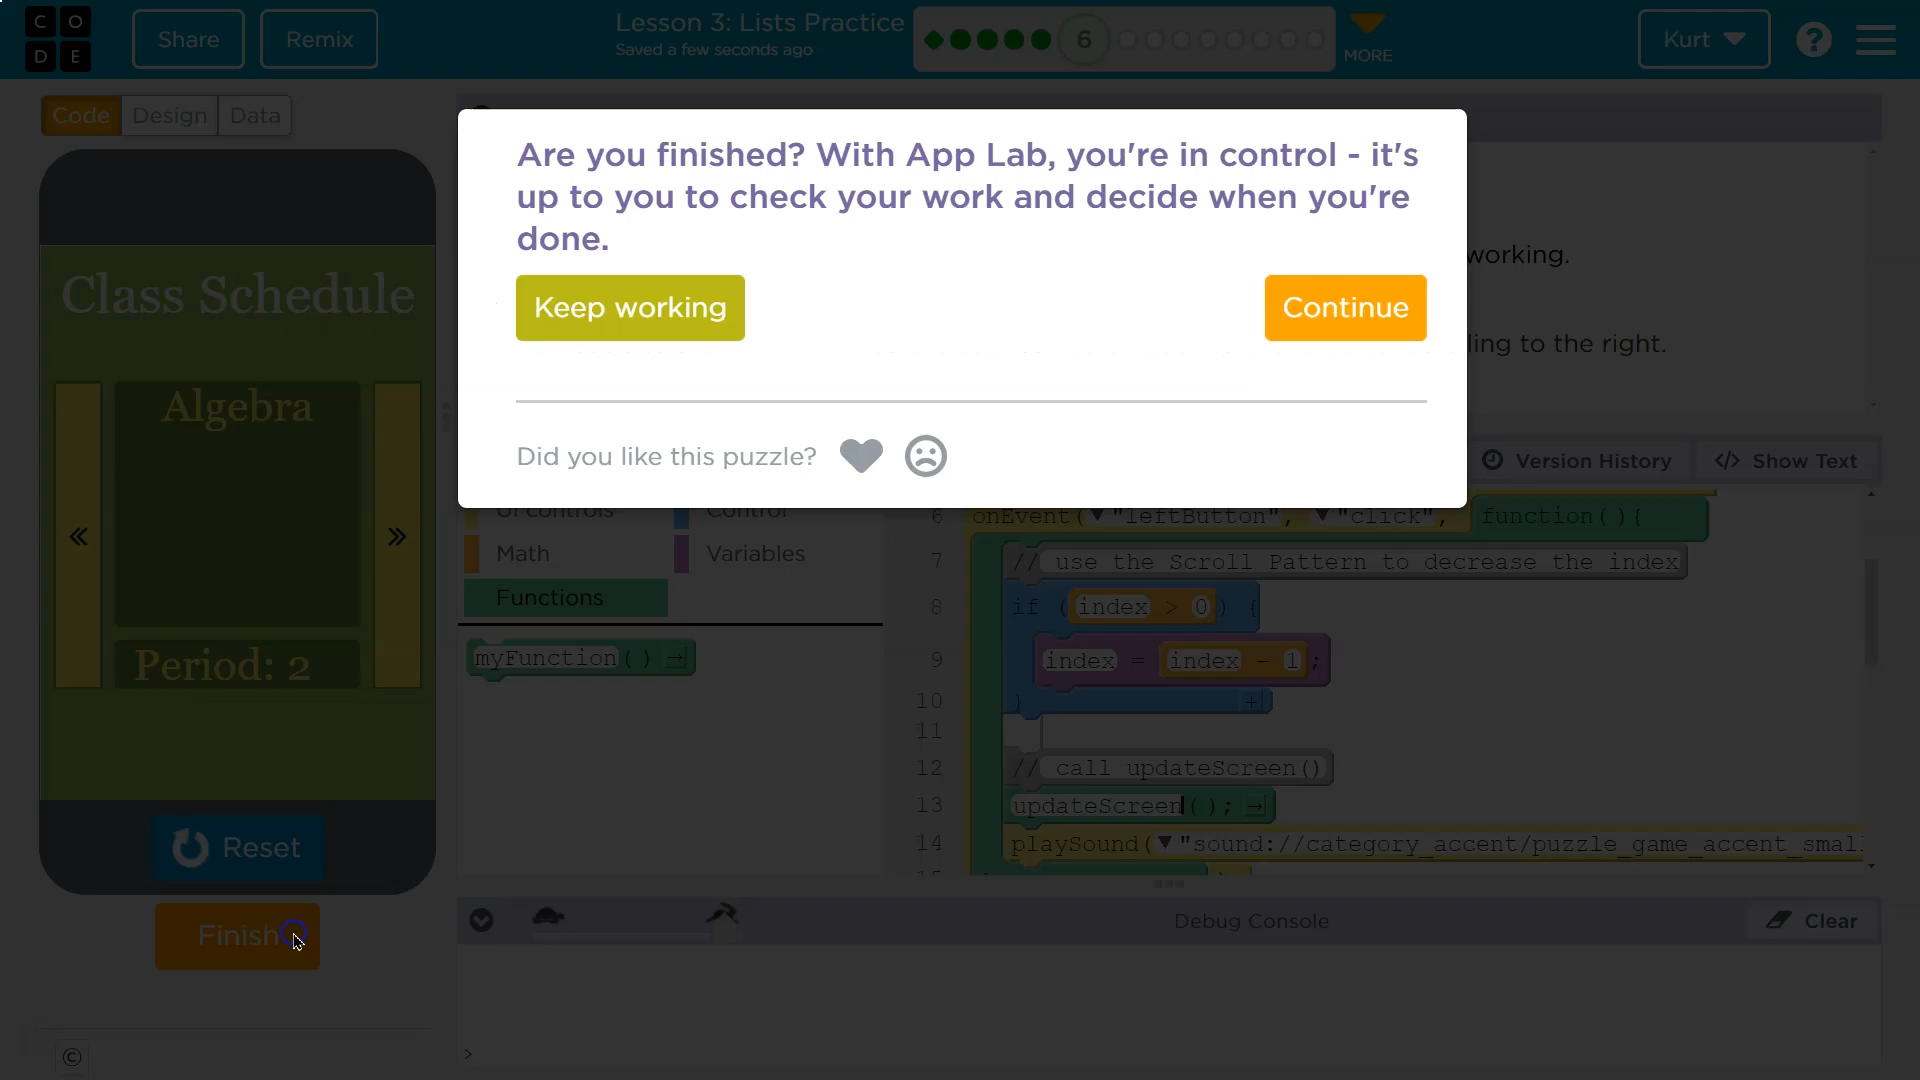 C O
D E
Share
Remix
Lesson 3: Lists Practice
Saved a few seconds ago
6
MORE
Kurt
?
Code
Design
Data
Are you finished? With App Lab, you're in control - it's
up to you to check your work and decide when you're
done.
working.
Keep working
Continue
ling to the right.
Did you like this puzzle?
Version History
</> Show Text
Class Schedule
Algebra
«
»
Period: 2
Reset
Finish
©
UI controls
Control
Math
Variables
Functions
myFunction() →
6 onEvent(▼"leftButton", ▼"click", function(){
7 // use the Scroll Pattern to decrease the index
8 if (index > 0) {
9 index = index - 1;
10 } +
11
12 // call updateScreen()
13 updateScreen(); →
14 playSound(▼"sound://category_accent/puzzle_game_accent_smal
15
Debug Console
Clear
>